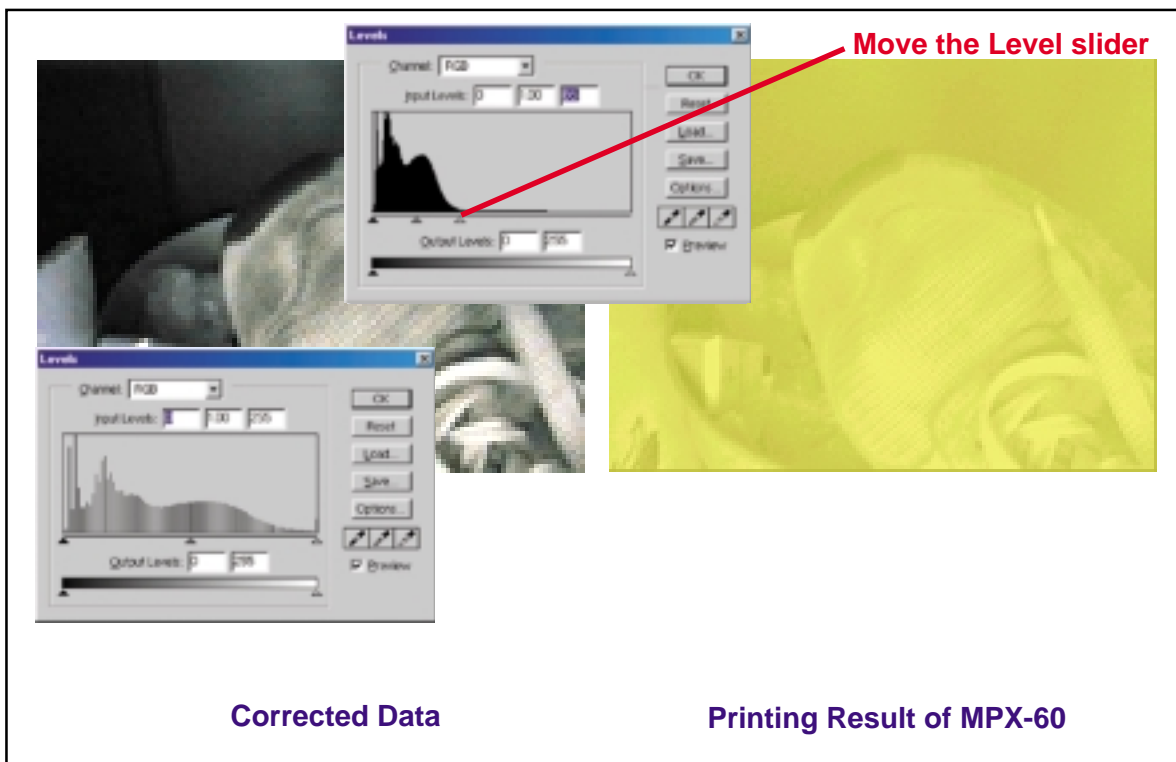 Levels
Move the Level slider
Channel: RGB
OK
Input Levels: 0 1.00
Reset
Load...
Save...
Options...
Output Levels: 0 255
Preview
Levels
Channel: RGB
OK
Input Levels: 0 1.00 255
Reset
Load...
Save...
Options...
Output Levels: 0 255
Preview
Corrected Data
Printing Result of MPX-60